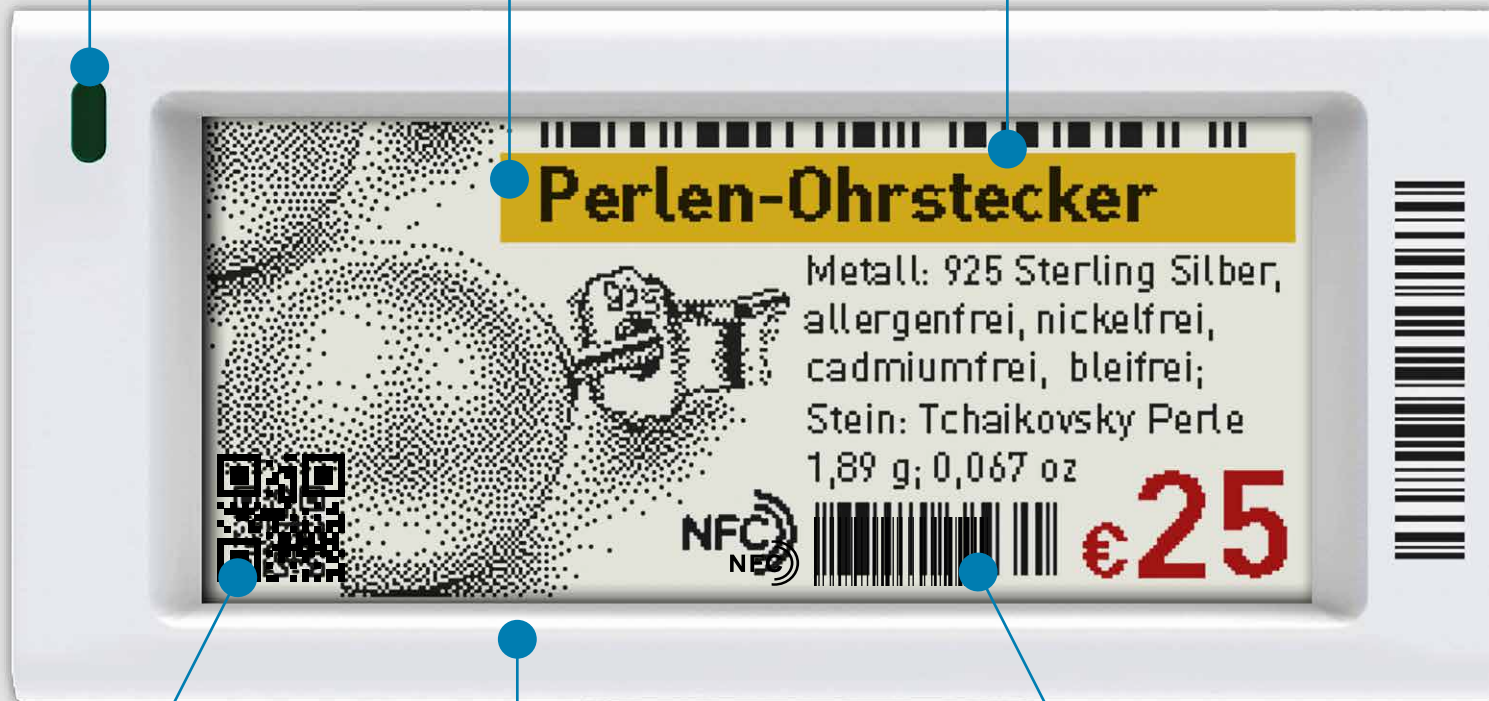 Perlen-Ohrstecker
925
Metall: 925 Sterling Silber,
allergenfrei, nickelfrei,
cadmiumfrei, bleifrei;
Stein: Tchaikovsky Perle
1,89 g; 0,067 oz
NFC
NFC
€25